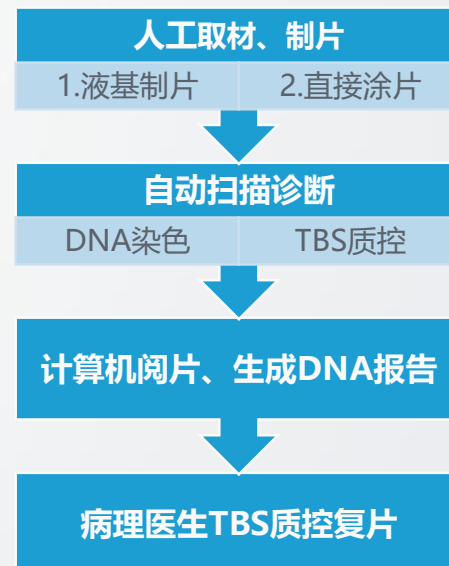 人工取材、制片
1.液基制片 2.直接涂片
自动扫描诊断
DNA染色 TBS质控
计算机阅片、生成DNA报告
病理医生TBS质控复片